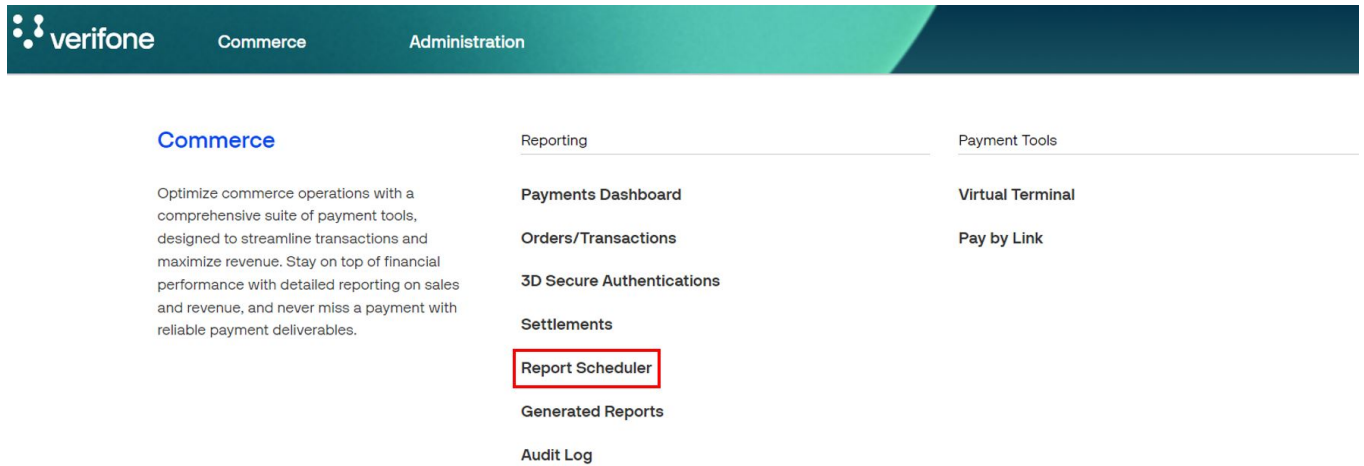 verifone
Commerce
Administration
Commerce
Optimize commerce operations with a
comprehensive suite of payment tools,
designed to streamline transactions and
maximize revenue. Stay on top of financial
performance with detailed reporting on sales
and revenue, and never miss a payment with
reliable payment deliverables.
Reporting
Payments Dashboard
Orders/Transactions
3D Secure Authentications
Settlements
Report Scheduler
Generated Reports
Audit Log
Payment Tools
Virtual Terminal
Pay by Link